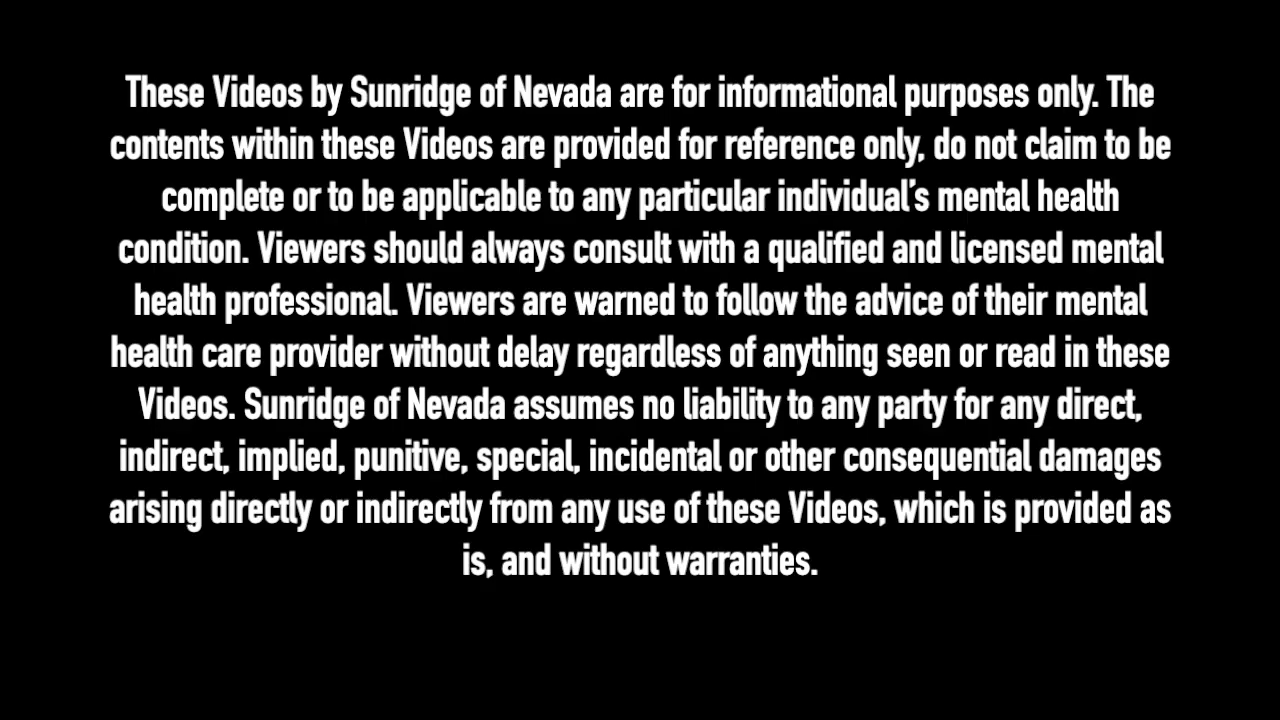 These Videos by Sunridge of Nevada are for informational purposes only. The
contents within these Videos are provided for reference only, do not claim to be
complete or to be applicable to any particular individual’s mental health
condition. Viewers should always consult with a qualified and licensed mental
health professional. Viewers are warned to follow the advice of their mental
health care provider without delay regardless of anything seen or read in these
Videos. Sunridge of Nevada assumes no liability to any party for any direct,
indirect, implied, punitive, special, incidental or other consequential damages
arising directly or indirectly from any use of these Videos, which is provided as
is, and without warranties.